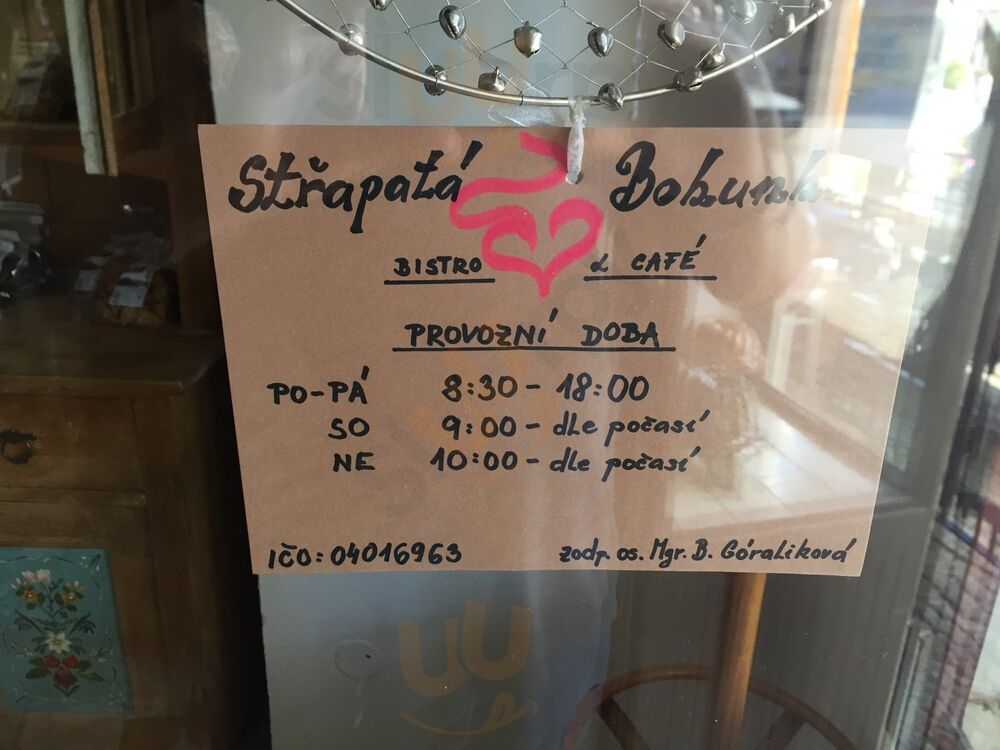 Střapatá
BISTRO & CAFÉ
PROVOZNÍ DOBA
PO-PÁ 8:30 - 18:00
SO 9:00 - dle počasí
NE 10:00 - dle počasí
IČO: 04016963 zodp. os. Mgr. B. Góraliková